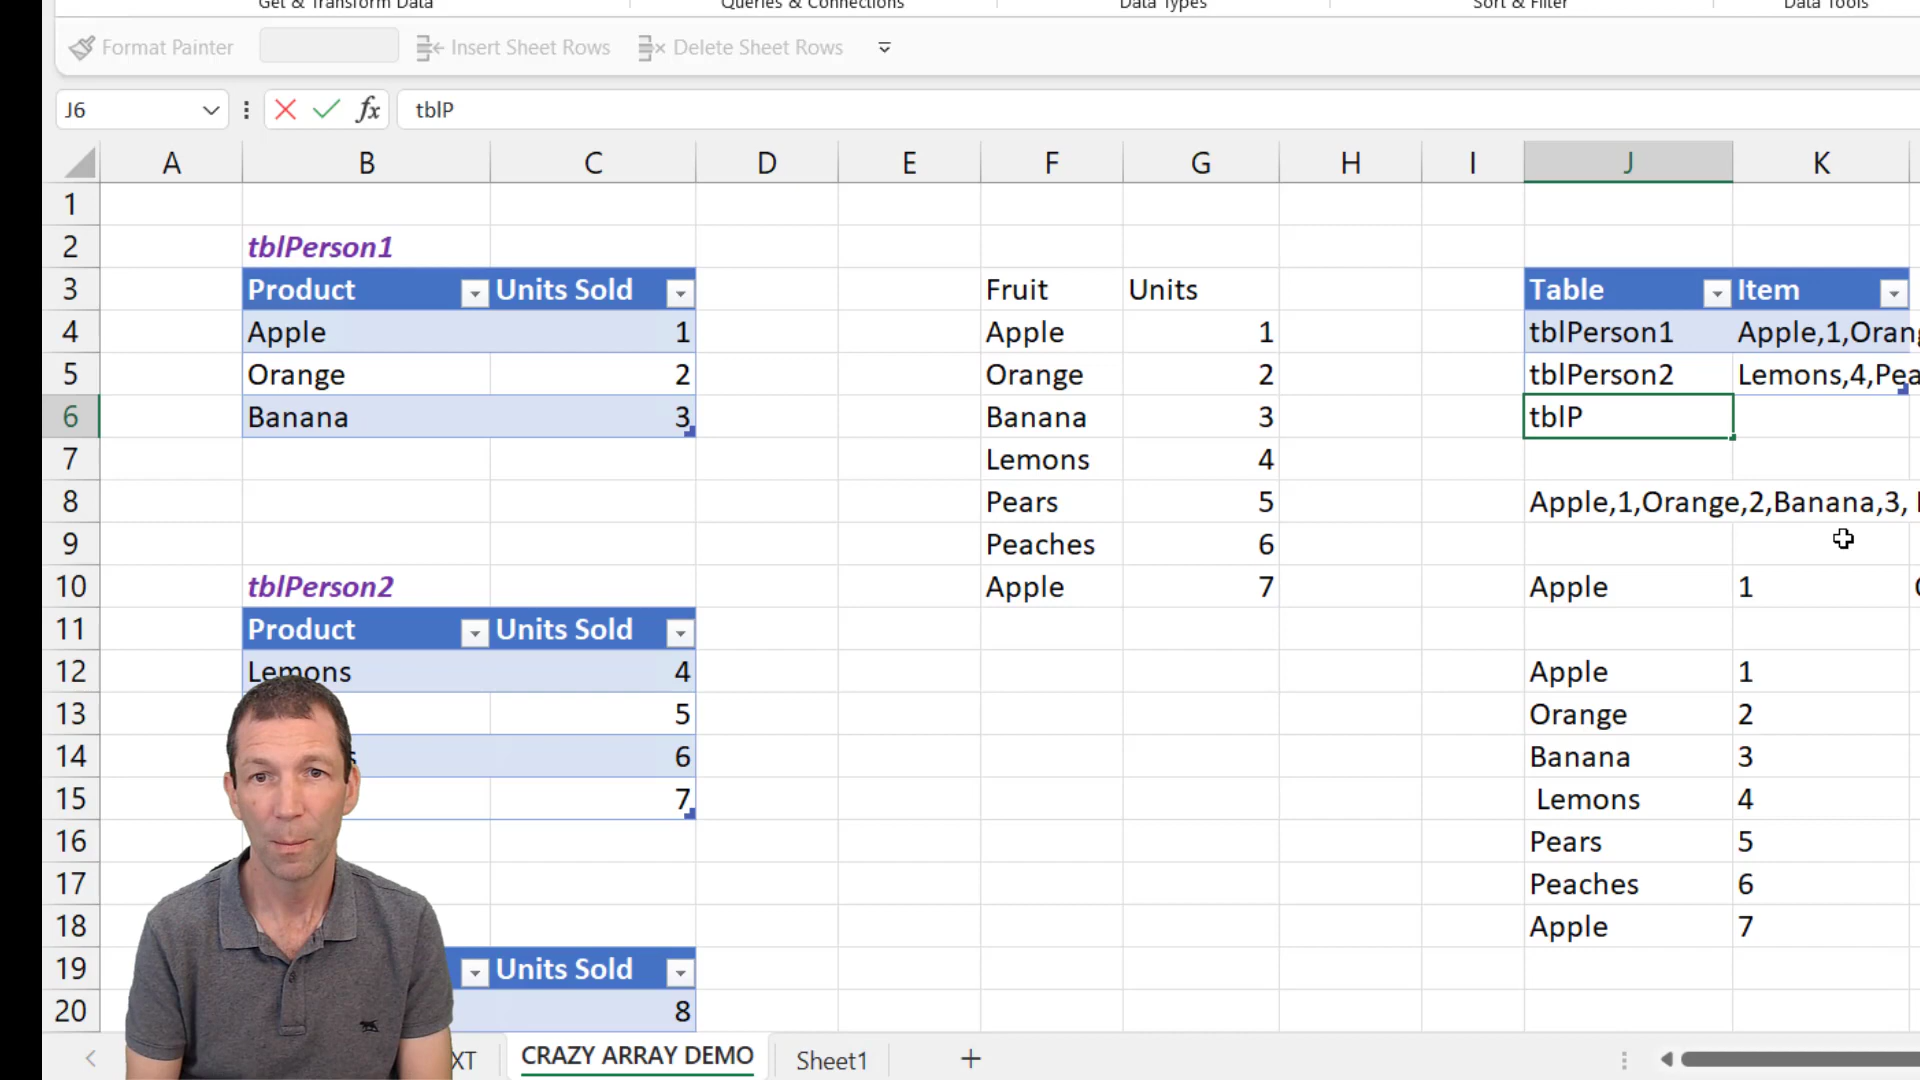 Get & Transform Data Queries & Connections Data Types Sort & Filter Data Tools
Format Painter Insert Sheet Rows Delete Sheet Rows
J6 fx tblP
A B C D E F G H I J K
1
2 tblPerson1
3 Product Units Sold Fruit Units Table Item
4 Apple 1 Apple 1 tblPerson1 Apple,1,Orang
5 Orange 2 Orange 2 tblPerson2 Lemons,4,Pea
6 Banana 3 Banana 3 tblP
7 Lemons 4
8 Pears 5 Apple,1,Orange,2,Banana,3,
9 Peaches 6
10 tblPerson2 Apple 7 Apple 1
11 Product Units Sold
12 Lemons 4 Apple 1
13 5 Orange 2
14 s 6 Banana 3
15 7 Lemons 4
16 Pears 5
17 Peaches 6
18 Apple 7
19 Units Sold
20 8
XT CRAZY ARRAY DEMO Sheet1